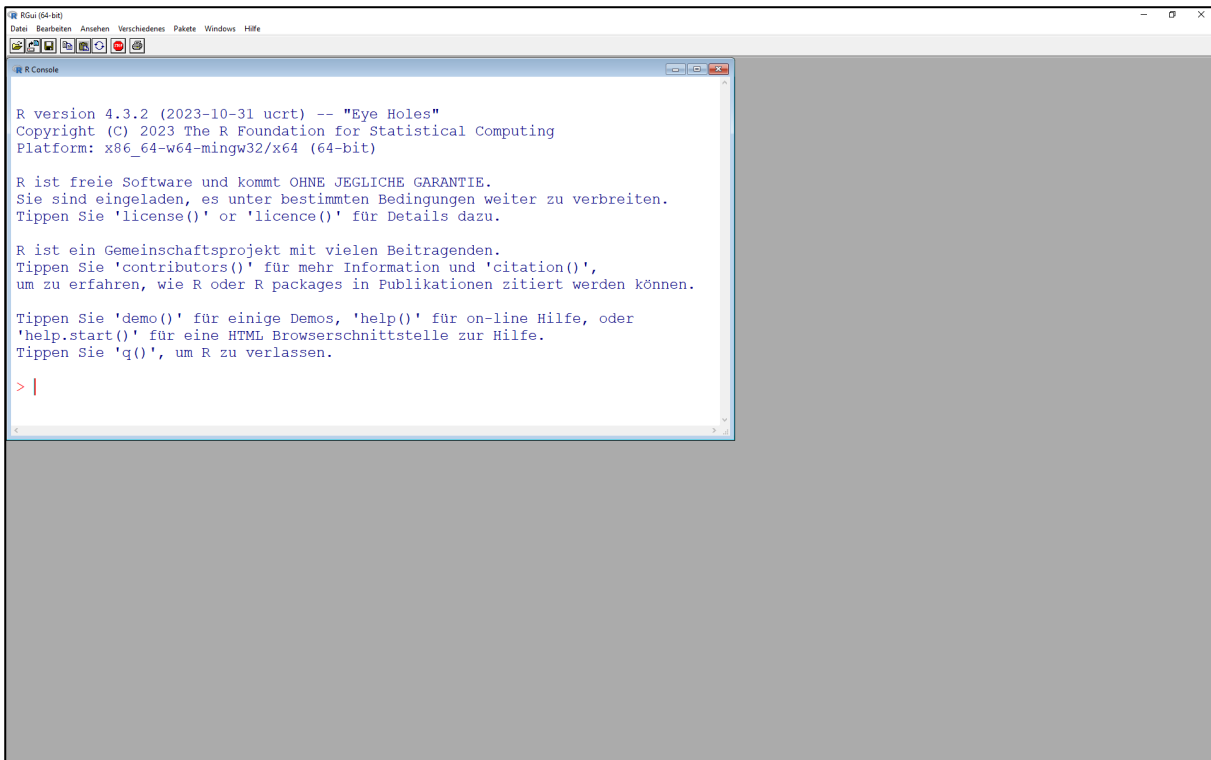 RGui (64-bit)
Datei Bearbeiten Ansehen Verschiedenes Pakete Windows Hilfe
STOP
R Console
R version 4.3.2 (2023-10-31 ucrt) -- "Eye Holes"
Copyright (C) 2023 The R Foundation for Statistical Computing
Platform: x86_64-w64-mingw32/x64 (64-bit)
R ist freie Software und kommt OHNE JEGLICHE GARANTIE.
Sie sind eingeladen, es unter bestimmten Bedingungen weiter zu verbreiten.
Tippen Sie 'license()' or 'licence()' für Details dazu.
R ist ein Gemeinschaftsprojekt mit vielen Beitragenden.
Tippen Sie 'contributors()' für mehr Information und 'citation()',
um zu erfahren, wie R oder R packages in Publikationen zitiert werden können.
Tippen Sie 'demo()' für einige Demos, 'help()' für on-line Hilfe, oder
'help.start()' für eine HTML Browserschnittstelle zur Hilfe.
Tippen Sie 'q()', um R zu verlassen.
>